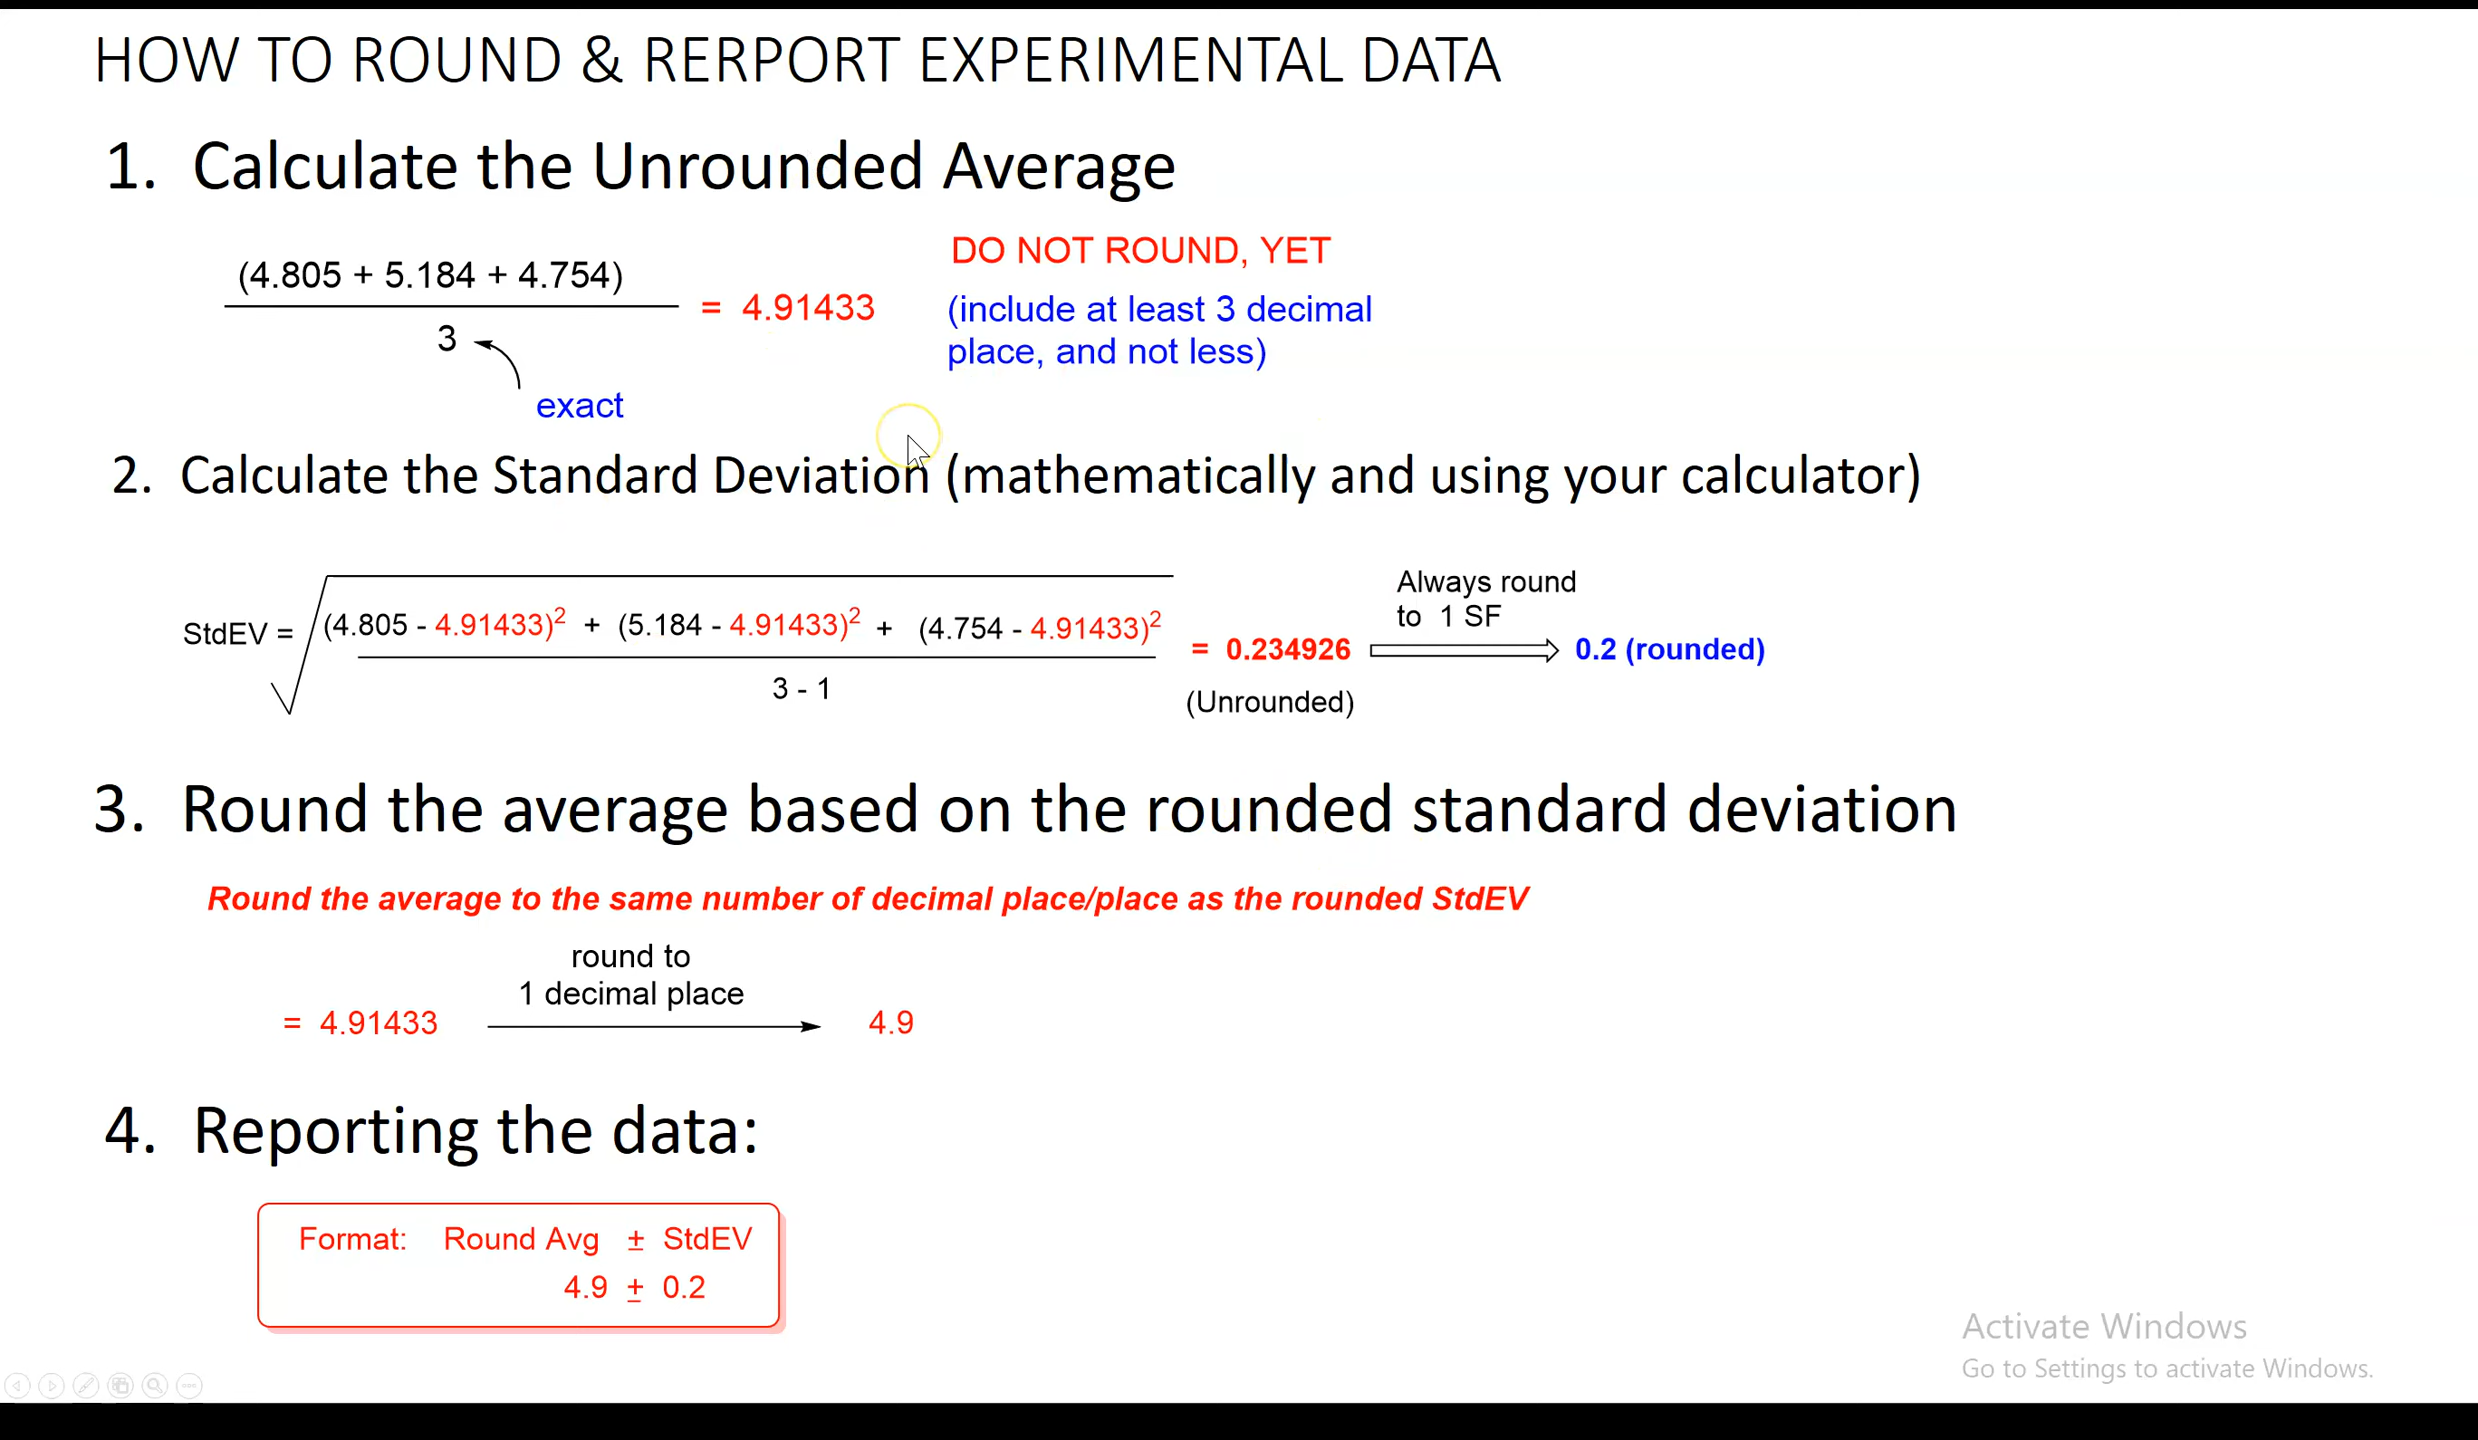 HOW TO ROUND & RERPORT EXPERIMENTAL DATA
1. Calculate the Unrounded Average
(4.805 + 5.184 + 4.754)
3
= 4.91433
exact
DO NOT ROUND, YET
(include at least 3 decimal
place, and not less)
2. Calculate the Standard Deviation (mathematically and using your calculator)
StdEV = √ (4.805 - 4.91433)² + (5.184 - 4.91433)² + (4.754 - 4.91433)²
3 - 1
= 0.234926
(Unrounded)
Always round
to 1 SF
0.2 (rounded)
3. Round the average based on the rounded standard deviation
Round the average to the same number of decimal place/place as the rounded StdEV
round to
1 decimal place
= 4.91433 4.9
4. Reporting the data:
Format: Round Avg ± StdEV
4.9 ± 0.2
Activate Windows
Go to Settings to activate Windows.